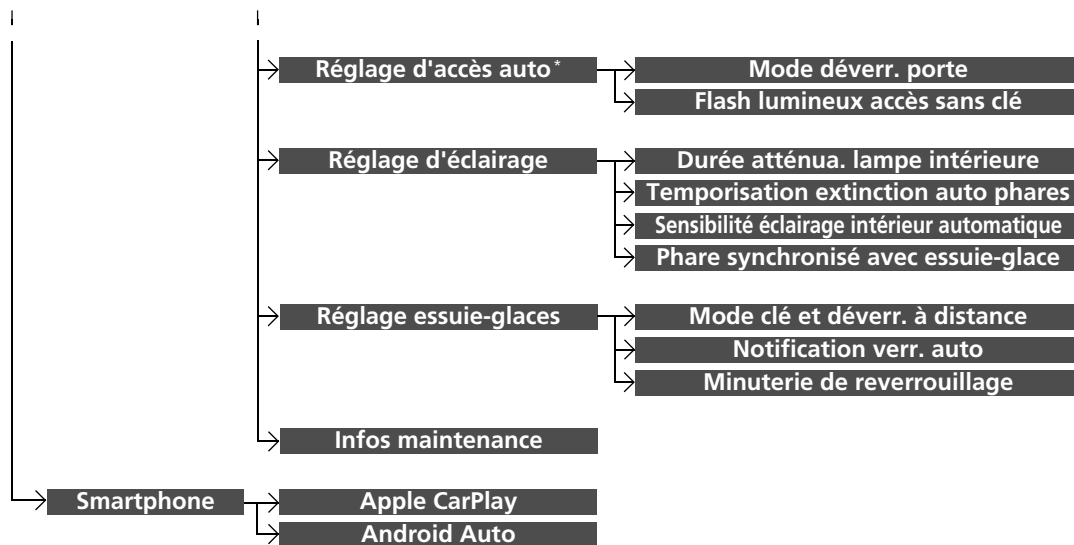 Réglage d'accès auto*
Mode déverr. porte
Flash lumineux accès sans clé
Réglage d'éclairage
Durée atténua. lampe intérieure
Temporisation extinction auto phares
Sensibilité éclairage intérieur automatique
Phare synchronisé avec essuie-glace
Réglage essuie-glaces
Mode clé et déverr. à distance
Notification verr. auto
Minuterie de reverrouillage
Infos maintenance
Smartphone
Apple CarPlay
Android Auto